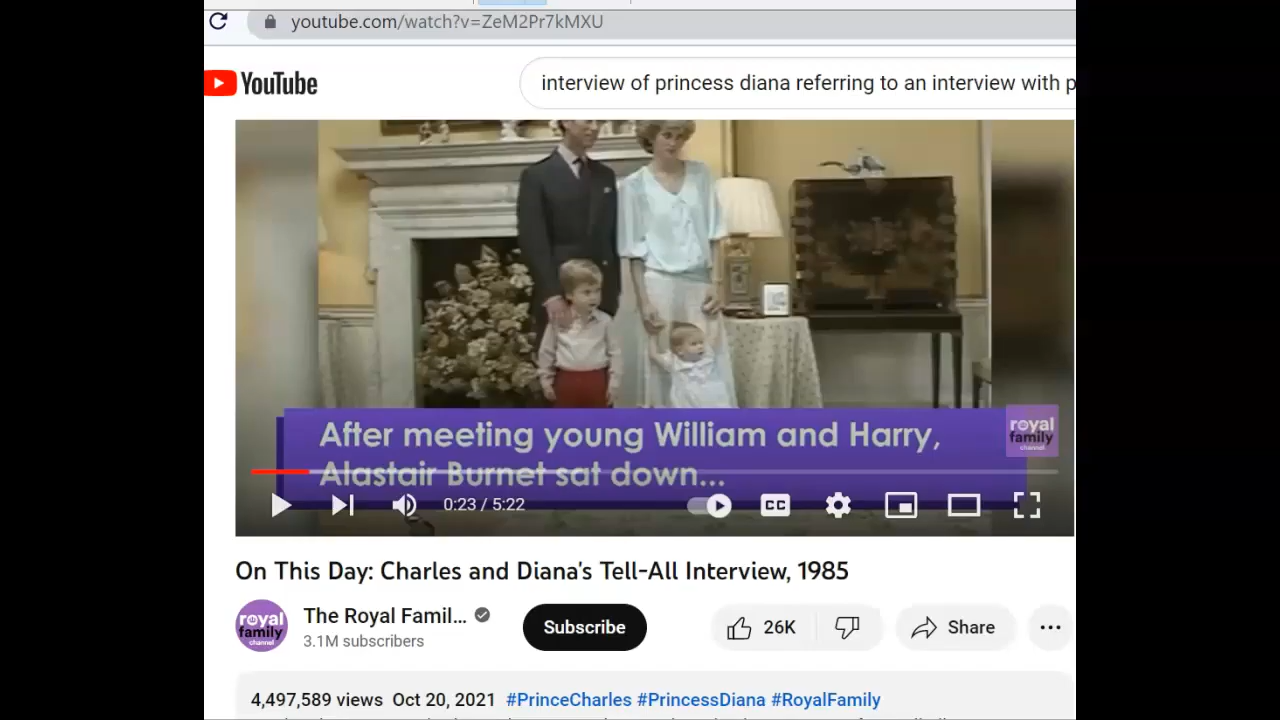 youtube.com/watch?v=ZeM2Pr7kMXU
YouTube
interview of princess diana referring to an interview with p
After meeting young William and Harry,
royal
family
channel
Alastair Burnet sat down...
0:23 / 5:22
CC
On This Day: Charles and Diana's Tell-All Interview, 1985
royal
family
channel
The Royal Famil...
3.1M subscribers
Subscribe
26K
Share
4,497,589 views Oct 20, 2021 #PrinceCharles #PrincessDiana #RoyalFamily